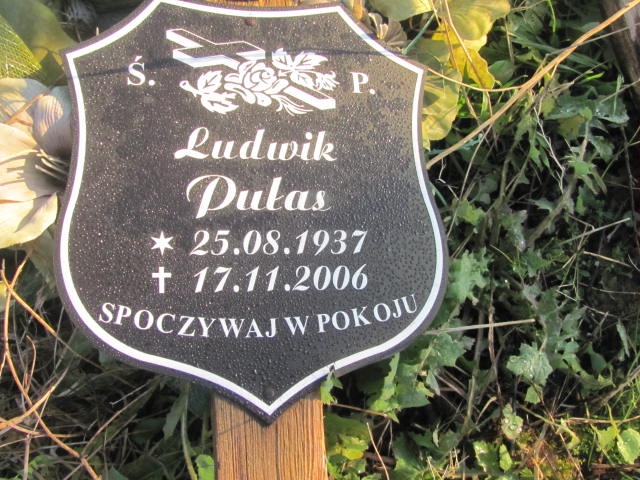 Ś. P.
Ludwik
Pułas
* 25.08.1937
† 17.11.2006
SPOCZYWAJ W POKOJU